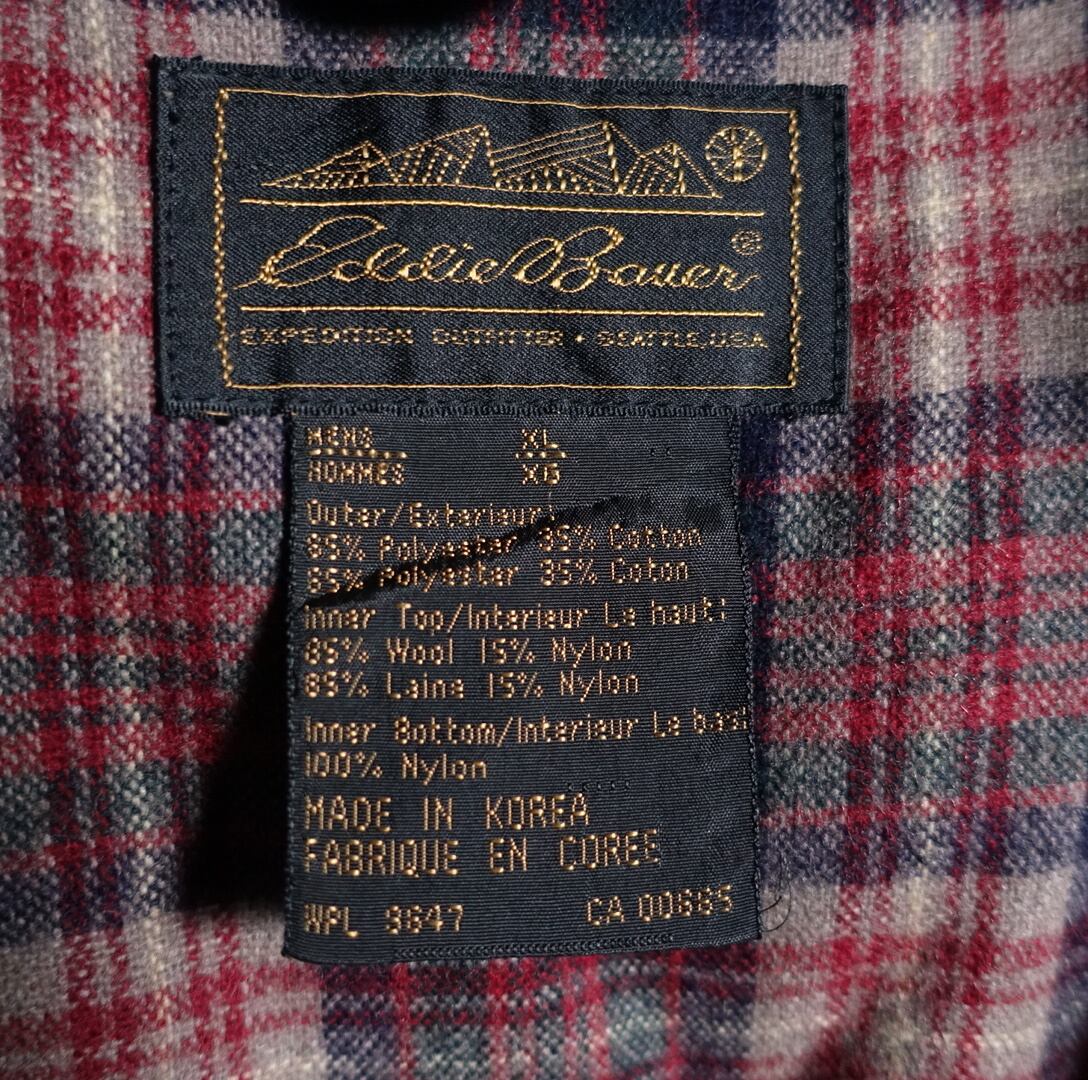 Eddie Bauer®
EXPEDITION OUTFITTER • SEATTLE, USA
MENS XL
HOMMES XG
Outer/Exterieur:
65% Polyester 35% Cotton
65% Polyester 35% Coton
Inner Top/Interieur Le haut:
85% Wool 15% Nylon
85% Laine 15% Nylon
Inner Bottom/Interieur Le bas:
100% Nylon
MADE IN KOREA
FABRIQUE EN COREE
WPL 8647 CA 00885